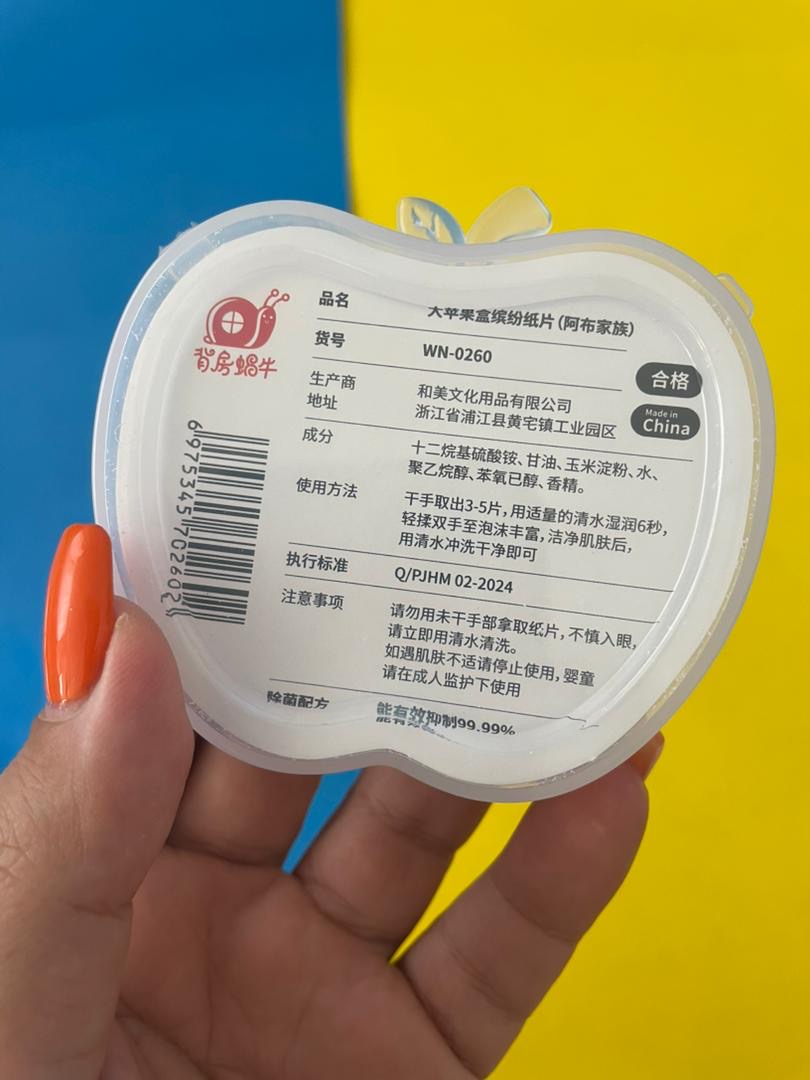 背房蝸牛
品名 大苹果盒缤纷纸片(阿布家族)
货号 WN-0260
合格
生产商 和美文化用品有限公司
地址 浙江省浦江县黄宅镇工业园区
Made in
China
成分 十二烷基硫酸铵、甘油、玉米淀粉、水、
聚乙烷醇、苯氧已醇、香精。
使用方法 干手取出3-5片,用适量的清水湿润6秒,
轻揉双手至泡沫丰富,洁净肌肤后,
用清水冲洗干净即可
执行标准 Q/PJHM 02-2024
注意事项 请勿用未干手部拿取纸片,不慎入眼,
请立即用清水清洗。
如遇肌肤不适请停止使用,婴童
请在成人监护下使用
除菌配方 能有效抑制99.99%
6975345702602